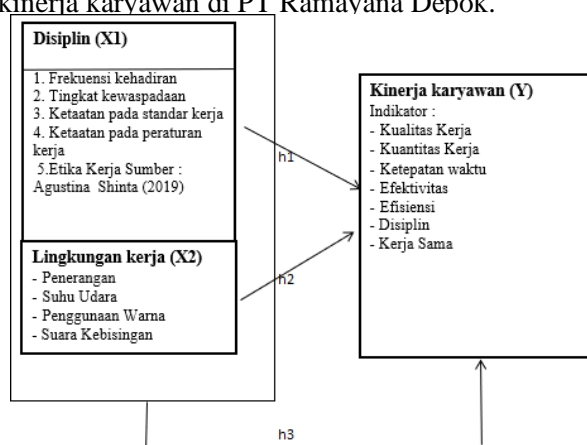 kinerja karyawan di PT Ramayana Depok.
Disiplin (X1)
1. Frekuensi kehadiran
2. Tingkat kewaspadaan
3. Ketaatan pada standar kerja
4. Ketaatan pada peraturan
kerja
5.Etika Kerja Sumber :
Agustina Shinta (2019)
Lingkungan kerja (X2)
- Penerangan
- Suhu Udara
- Penggunaan Warna
- Suara Kebisingan
h1
h2
Kinerja karyawan (Y)
Indikator :
- Kualitas Kerja
- Kuantitas Kerja
- Ketepatan waktu
- Efektivitas
- Efisiensi
- Disiplin
- Kerja Sama
h3